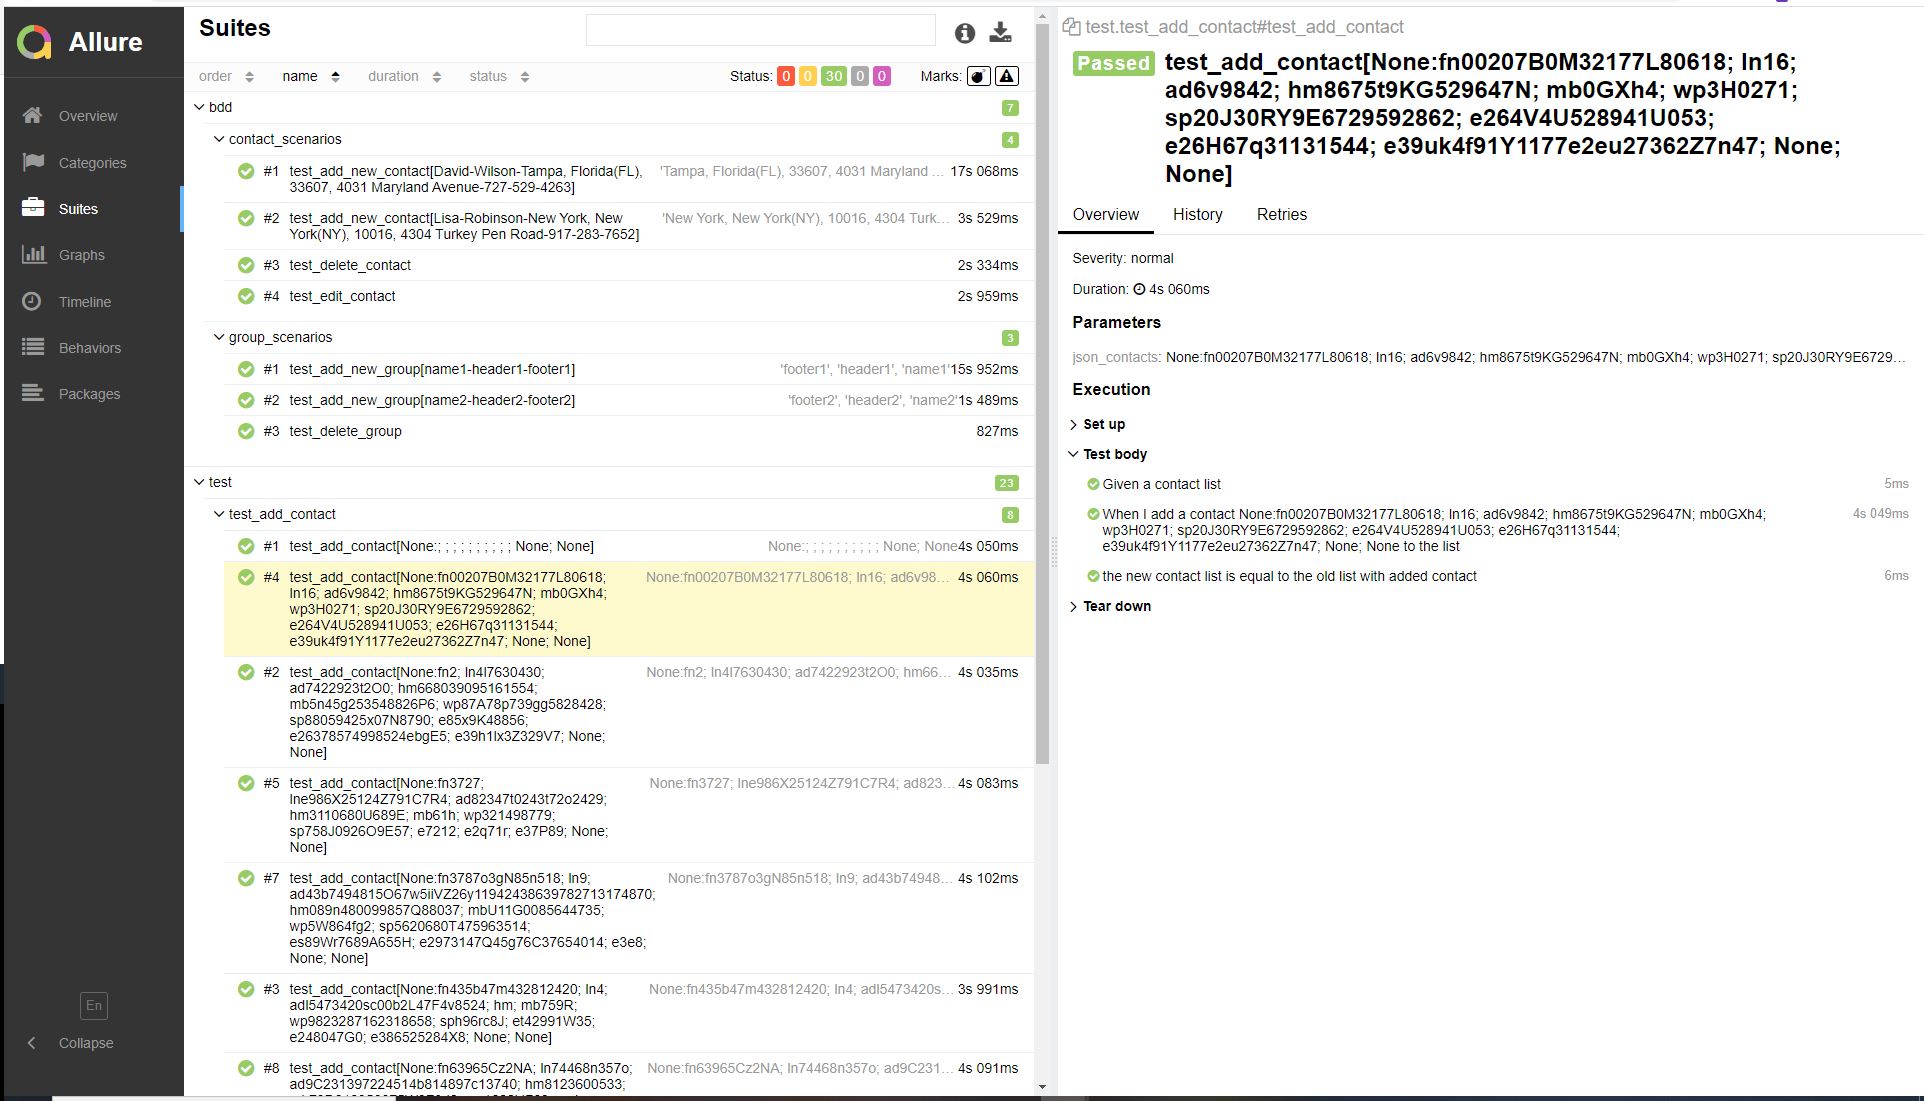 Allure
Overview
Categories
Suites
Graphs
Timeline
Behaviors
Packages
En
Collapse
Suites
order name duration status Status: 0 0 30 0 0 Marks:
bdd 7
contact_scenarios 4
#1 test_add_new_contact[David-Wilson-Tampa, Florida(FL), 'Tampa, Florida(FL), 33607, 4031 Maryland ... 17s 068ms
33607, 4031 Maryland Avenue-727-529-4263]
#2 test_add_new_contact[Lisa-Robinson-New York, New 'New York, New York(NY), 10016, 4304 Turk... 3s 529ms
York(NY), 10016, 4304 Turkey Pen Road-917-283-7652]
#3 test_delete_contact 2s 334ms
#4 test_edit_contact 2s 959ms
group_scenarios 3
#1 test_add_new_group[name1-header1-footer1] 'footer1', 'header1', 'name1' 15s 952ms
#2 test_add_new_group[name2-header2-footer2] 'footer2', 'header2', 'name2' 1s 489ms
#3 test_delete_group 827ms
test 23
test_add_contact 8
#1 test_add_contact[None:; ; ; ; ; ; ; ; ; ; None; None] None:; ; ; ; ; ; ; ; ; ; None; None 4s 050ms
#4 test_add_contact[None:fn00207B0M32177L80618; None:fn00207B0M32177L80618; ln16; ad6v98... 4s 060ms
ln16; ad6v9842; hm8675t9KG529647N; mb0GXh4;
wp3H0271; sp20J30RY9E6729592862;
e264V4U528941U053; e26H67q31131544;
e39uk4f91Y1177e2eu27362Z7n47; None; None]
#2 test_add_contact[None:fn2; ln4l7630430; None:fn2; ln4l7630430; ad7422923t2O0; hm66... 4s 035ms
ad7422923t2O0; hm668039095161554;
mb5n45g253548826P6; wp87A78p739gg5828428;
sp88059425x07N8790; e85x9K48856;
e26378574998524ebgE5; e39h1lx3Z329V7; None;
None]
#5 test_add_contact[None:fn3727; None:fn3727; lne986X25124Z791C7R4; ad823... 4s 083ms
lne986X25124Z791C7R4; ad82347t0243t72o2429;
hm3110680U689E; mb61h; wp321498779;
sp758J0926O9E57; e7212; e2q71r; e37P89; None;
None]
#7 test_add_contact[None:fn3787o3gN85n518; ln9; None:fn3787o3gN85n518; ln9; ad43b74948... 4s 102ms
ad43b7494815O67w5iiVZ26y11942438639782713174870;
hm089n480099857Q88037; mbU11G0085644735;
wp5W864fg2; sp5620680T475963514;
es89Wr7689A655H; e2973147Q45g76C37654014; e3e8;
None; None]
#3 test_add_contact[None:fn435b47m432812420; ln4; None:fn435b47m432812420; ln4; adl5473420s... 3s 991ms
adl5473420sc00b2L47F4v8524; hm; mb759R;
wp9823287162318658; sph96rc8J; et42991W35;
e248047G0; e386525284X8; None; None]
#8 test_add_contact[None:fn63965Cz2NA; ln74468n357o; None:fn63965Cz2NA; ln74468n357o; ad9C231... 4s 091ms
ad9C231397224514b814897c13740; hm8123600533;
test.test_add_contact#test_add_contact
Passed test_add_contact[None:fn00207B0M32177L80618; ln16;
ad6v9842; hm8675t9KG529647N; mb0GXh4; wp3H0271;
sp20J30RY9E6729592862; e264V4U528941U053;
e26H67q31131544; e39uk4f91Y1177e2eu27362Z7n47; None;
None]
Overview History Retries
Severity: normal
Duration: 4s 060ms
Parameters
json_contacts: None:fn00207B0M32177L80618; ln16; ad6v9842; hm8675t9KG529647N; mb0GXh4; wp3H0271; sp20J30RY9E6729...
Execution
Set up
Test body
Given a contact list 5ms
When I add a contact None:fn00207B0M32177L80618; ln16; ad6v9842; hm8675t9KG529647N; mb0GXh4; 4s 049ms
wp3H0271; sp20J30RY9E6729592862; e264V4U528941U053; e26H67q31131544;
e39uk4f91Y1177e2eu27362Z7n47; None; None to the list
the new contact list is equal to the old list with added contact 6ms
Tear down